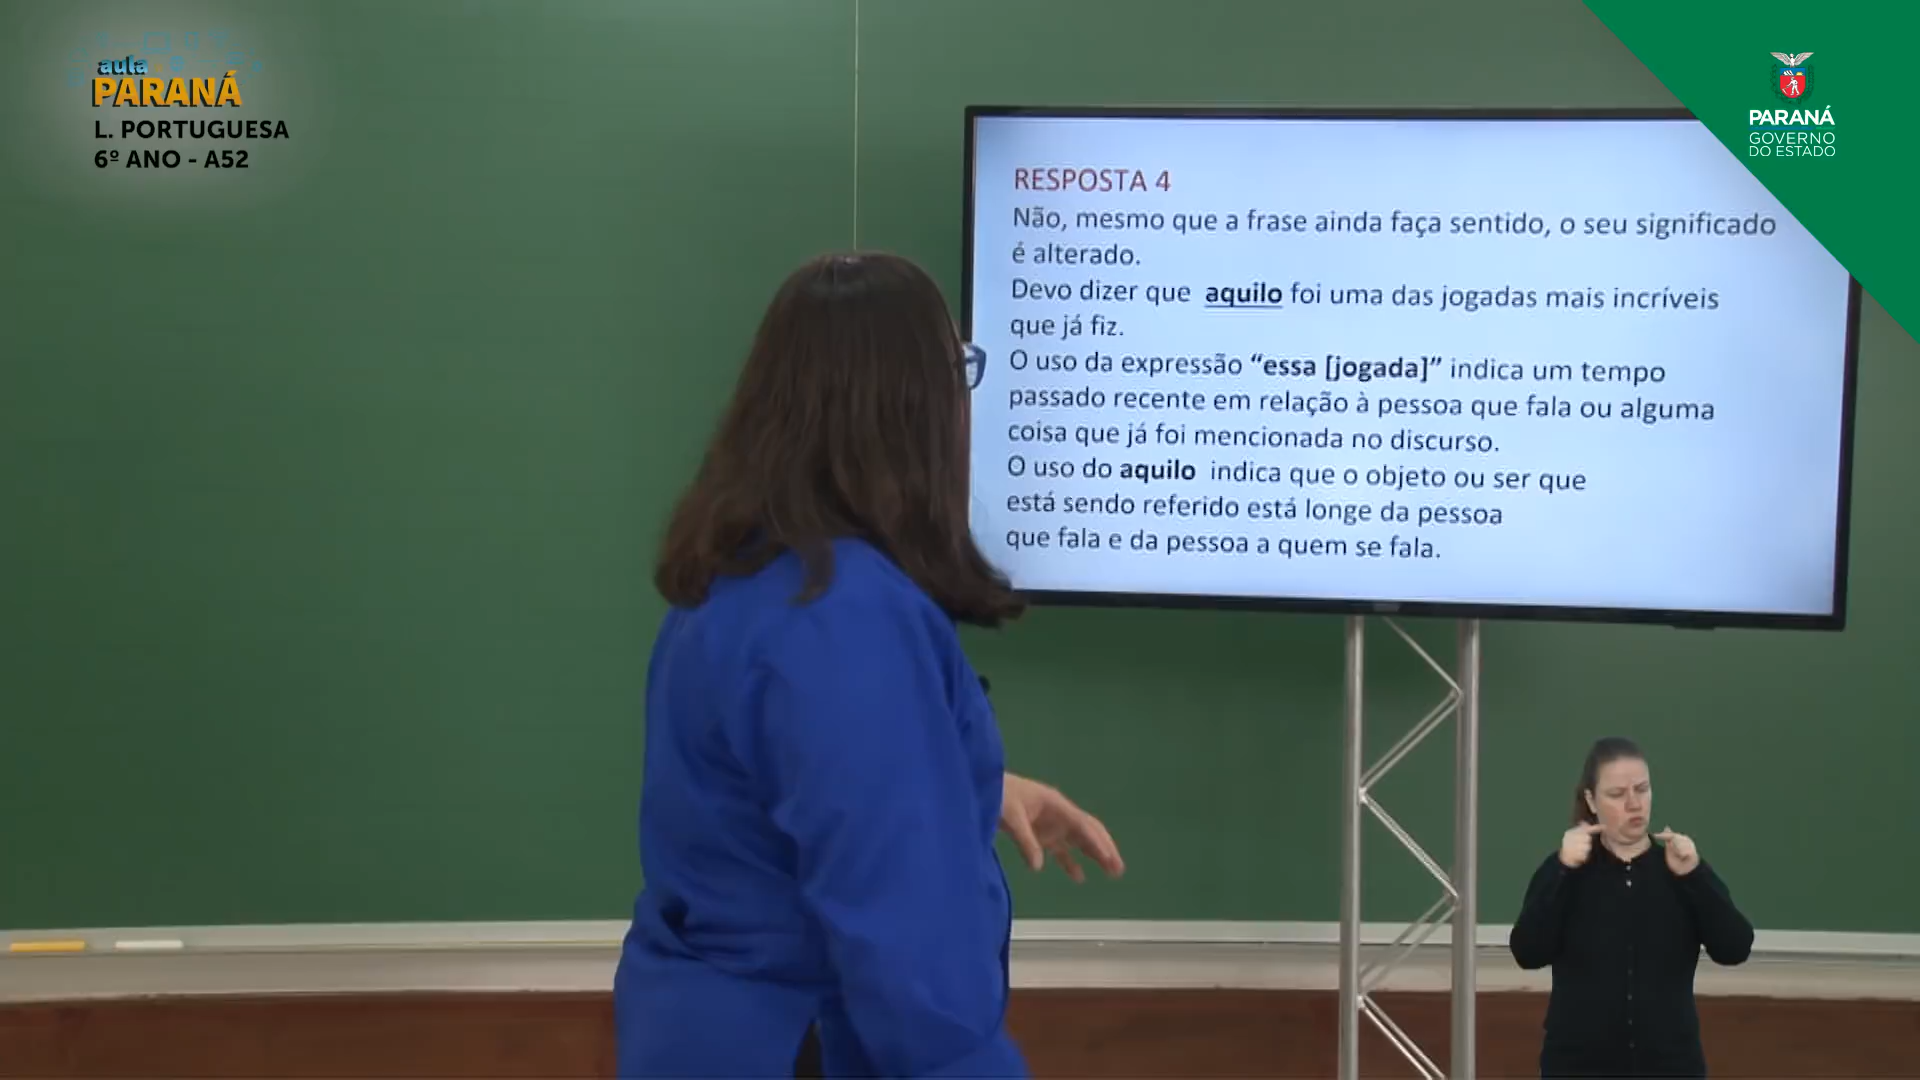 aula
PARANÁ
L. PORTUGUESA
6º ANO - A52
PARANÁ
GOVERNO
DO ESTADO
RESPOSTA 4
Não, mesmo que a frase ainda faça sentido, o seu significado
é alterado.
Devo dizer que aquilo foi uma das jogadas mais incríveis
que já fiz.
O uso da expressão “essa [jogada]” indica um tempo
passado recente em relação à pessoa que fala ou alguma
coisa que já foi mencionada no discurso.
O uso do aquilo indica que o objeto ou ser que
está sendo referido está longe da pessoa
que fala e da pessoa a quem se fala.